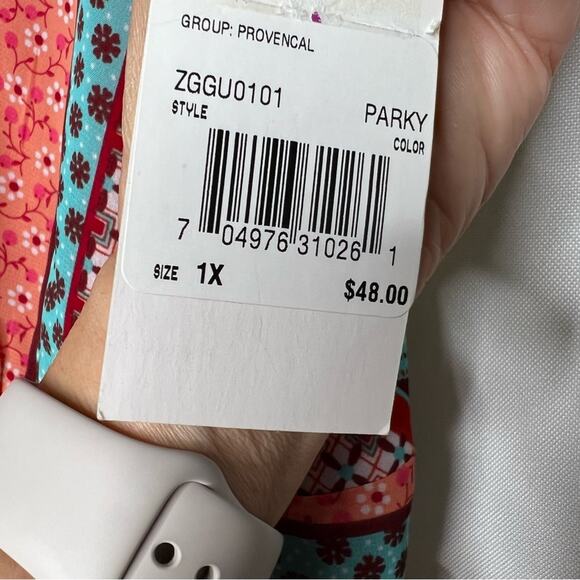 GROUP: PROVENCAL
ZGGU0101 PARKY
STYLE COLOR
7 04976 31026 1
SIZE 1X $48.00